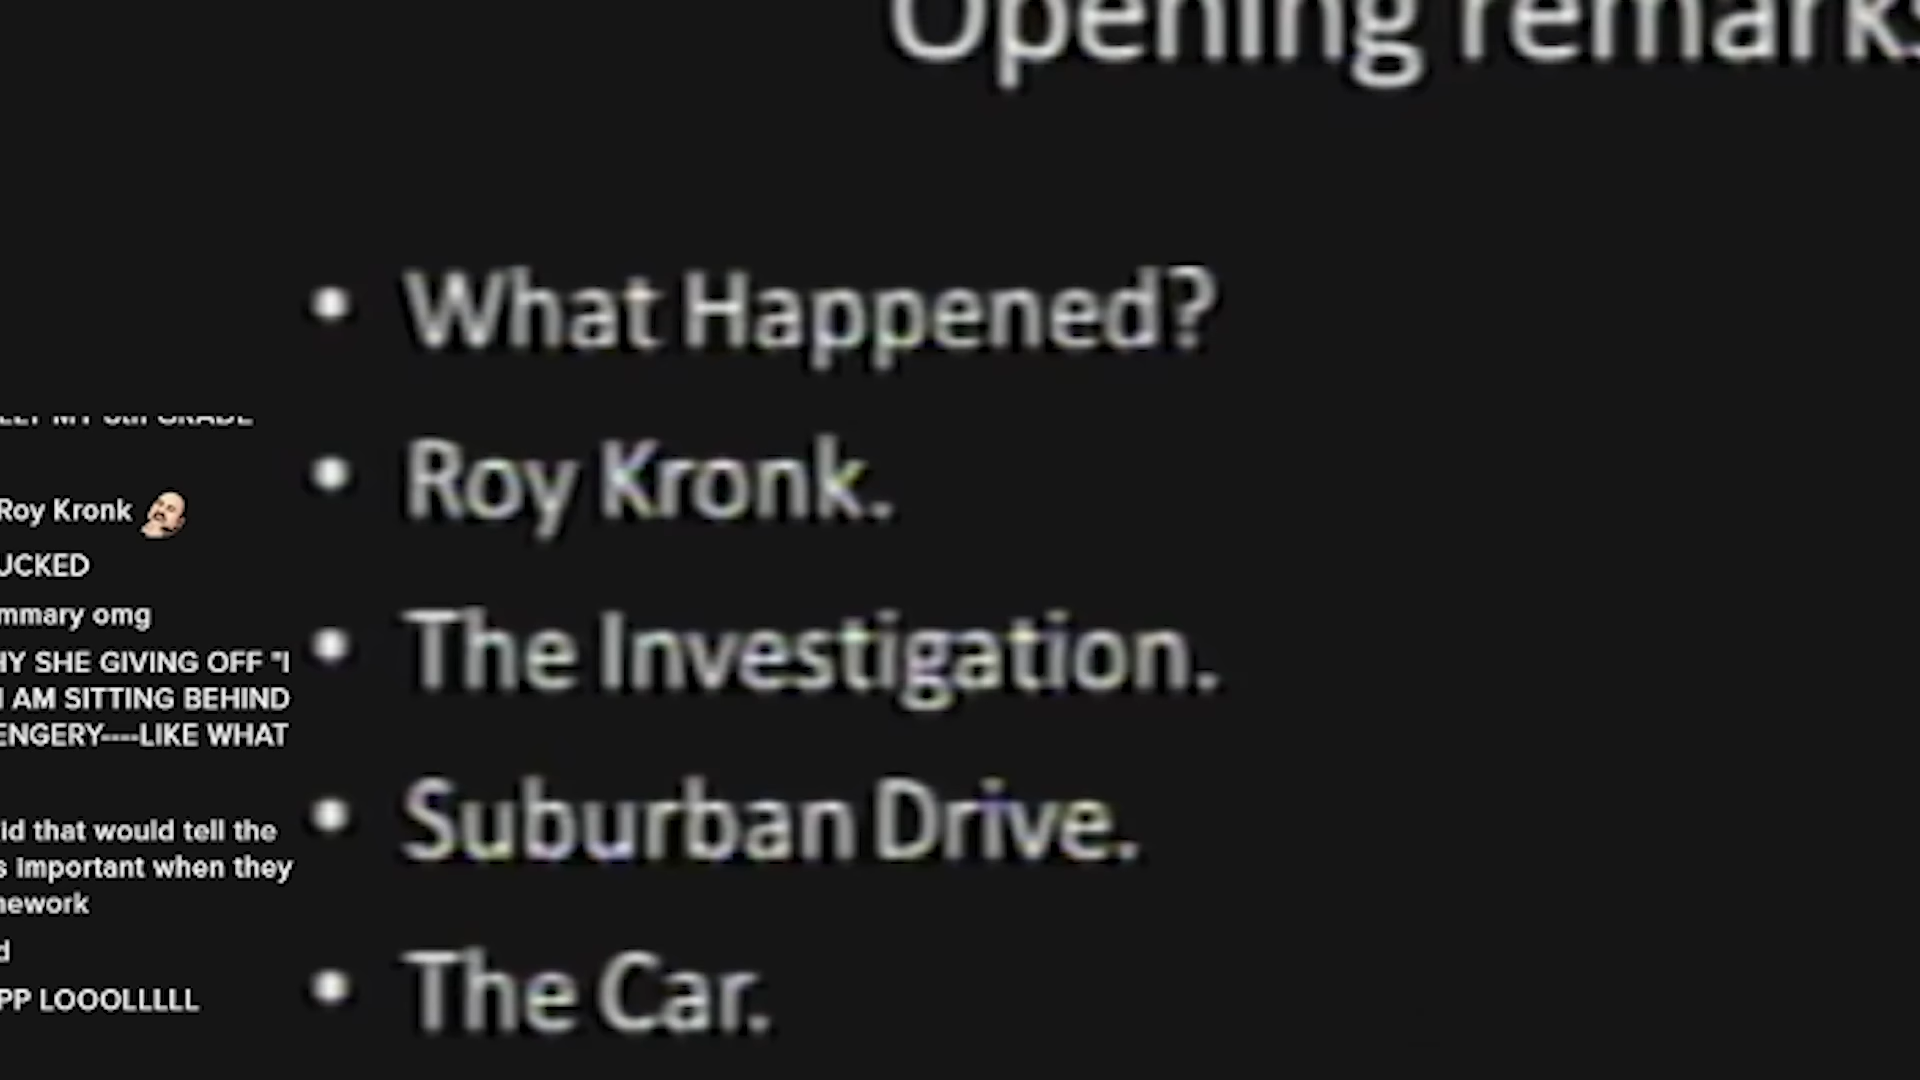 Opening remarks
What Happened?
Roy Kronk.
The Investigation.
Suburban Drive.
The Car.
Roy Kronk
UCKED
mmary omg
HY SHE GIVING OFF "I
I AM SITTING BEHIND
ENGERY----LIKE WHAT
id that would tell the
s important when they
nework
d
PP LOOOLLLLL